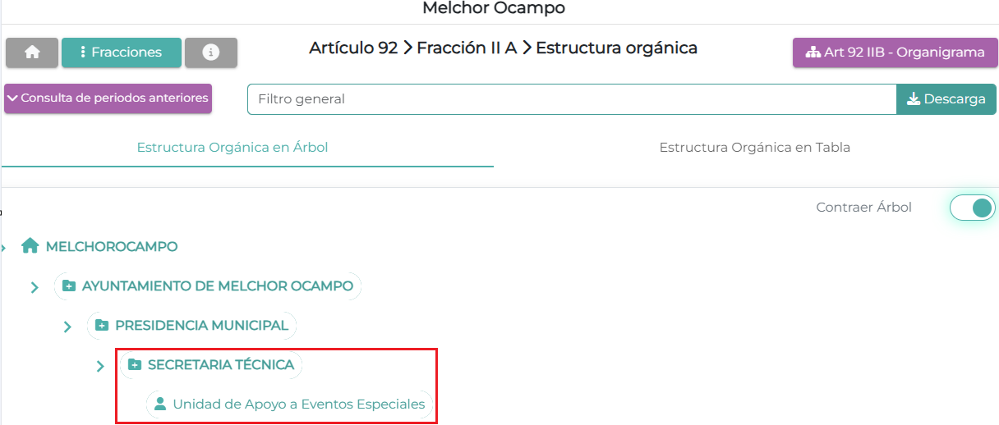 Melchor Ocampo
Fracciones
Artículo 92 > Fracción II A > Estructura orgánica
Art 92 IIB - Organigrama
Consulta de periodos anteriores
Filtro general
Descarga
Estructura Orgánica en Árbol
Estructura Orgánica en Tabla
Contraer Árbol
MELCHOROCAMPO
AYUNTAMIENTO DE MELCHOR OCAMPO
PRESIDENCIA MUNICIPAL
SECRETARIA TÉCNICA
Unidad de Apoyo a Eventos Especiales